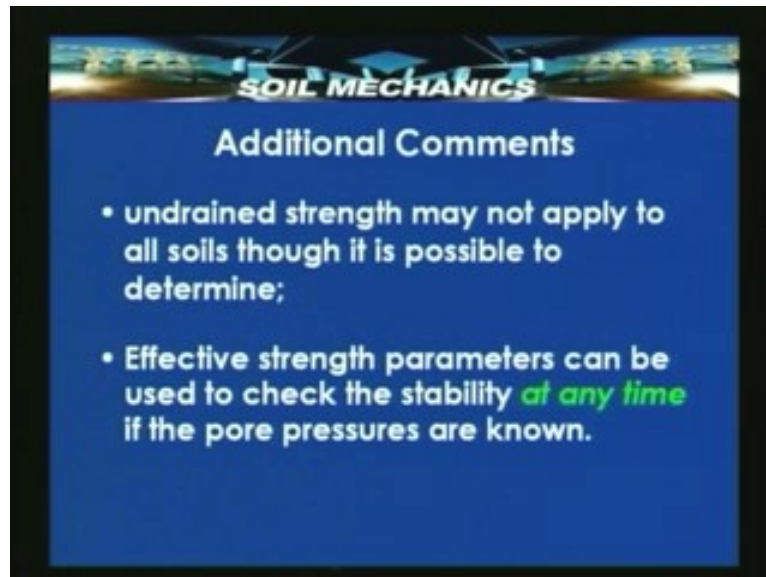 SOIL MECHANICS
Additional Comments
• undrained strength may not apply to
all soils though it is possible to
determine;
• Effective strength parameters can be
used to check the stability at any time
if the pore pressures are known.